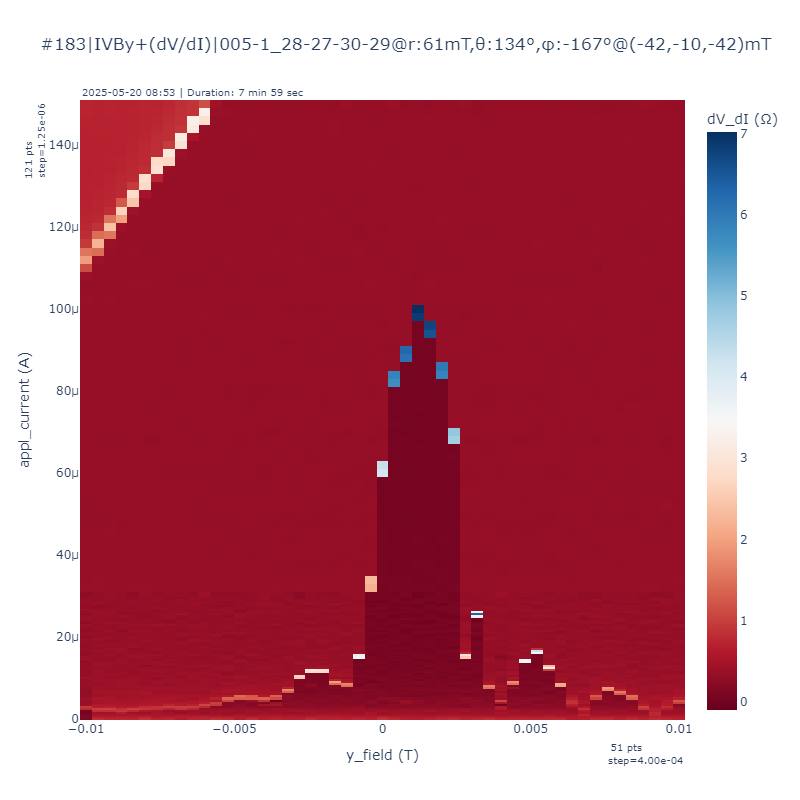 #183|IVBy+(dV/dI)|005-1_28-27-30-29@r:61mT,θ:134°,φ:-167°@(-42,-10,-42)mT
2025-05-20 08:53 | Duration: 7 min 59 sec
121 pts
step=1.25e-06
dV_dI (Ω)
7
6
5
4
3
2
1
0
140μ
120μ
100μ
80μ
60μ
40μ
20μ
0
appl_current (A)
−0.01
−0.005
0
0.005
0.01
y_field (T)
51 pts
step=4.00e-04